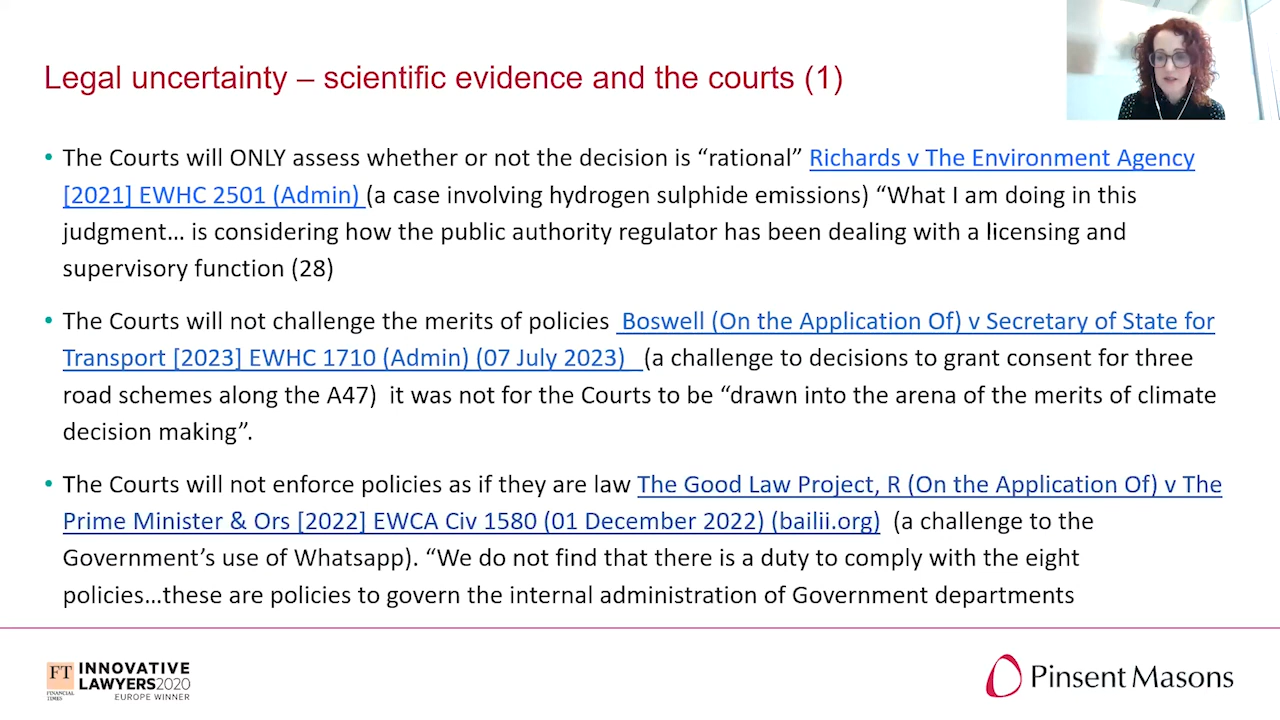 Legal uncertainty – scientific evidence and the courts (1)
• The Courts will ONLY assess whether or not the decision is “rational” Richards v The Environment Agency
[2021] EWHC 2501 (Admin) (a case involving hydrogen sulphide emissions) “What I am doing in this
judgment… is considering how the public authority regulator has been dealing with a licensing and
supervisory function (28)
• The Courts will not challenge the merits of policies Boswell (On the Application Of) v Secretary of State for
Transport [2023] EWHC 1710 (Admin) (07 July 2023) (a challenge to decisions to grant consent for three
road schemes along the A47) it was not for the Courts to be “drawn into the arena of the merits of climate
decision making”.
• The Courts will not enforce policies as if they are law The Good Law Project, R (On the Application Of) v The
Prime Minister & Ors [2022] EWCA Civ 1580 (01 December 2022) (bailii.org) (a challenge to the
Government’s use of Whatsapp). “We do not find that there is a duty to comply with the eight
policies…these are policies to govern the internal administration of Government departments
FT
FINANCIAL
TIMES
INNOVATIVE
LAWYERS2020
EUROPE WINNER
Pinsent Masons